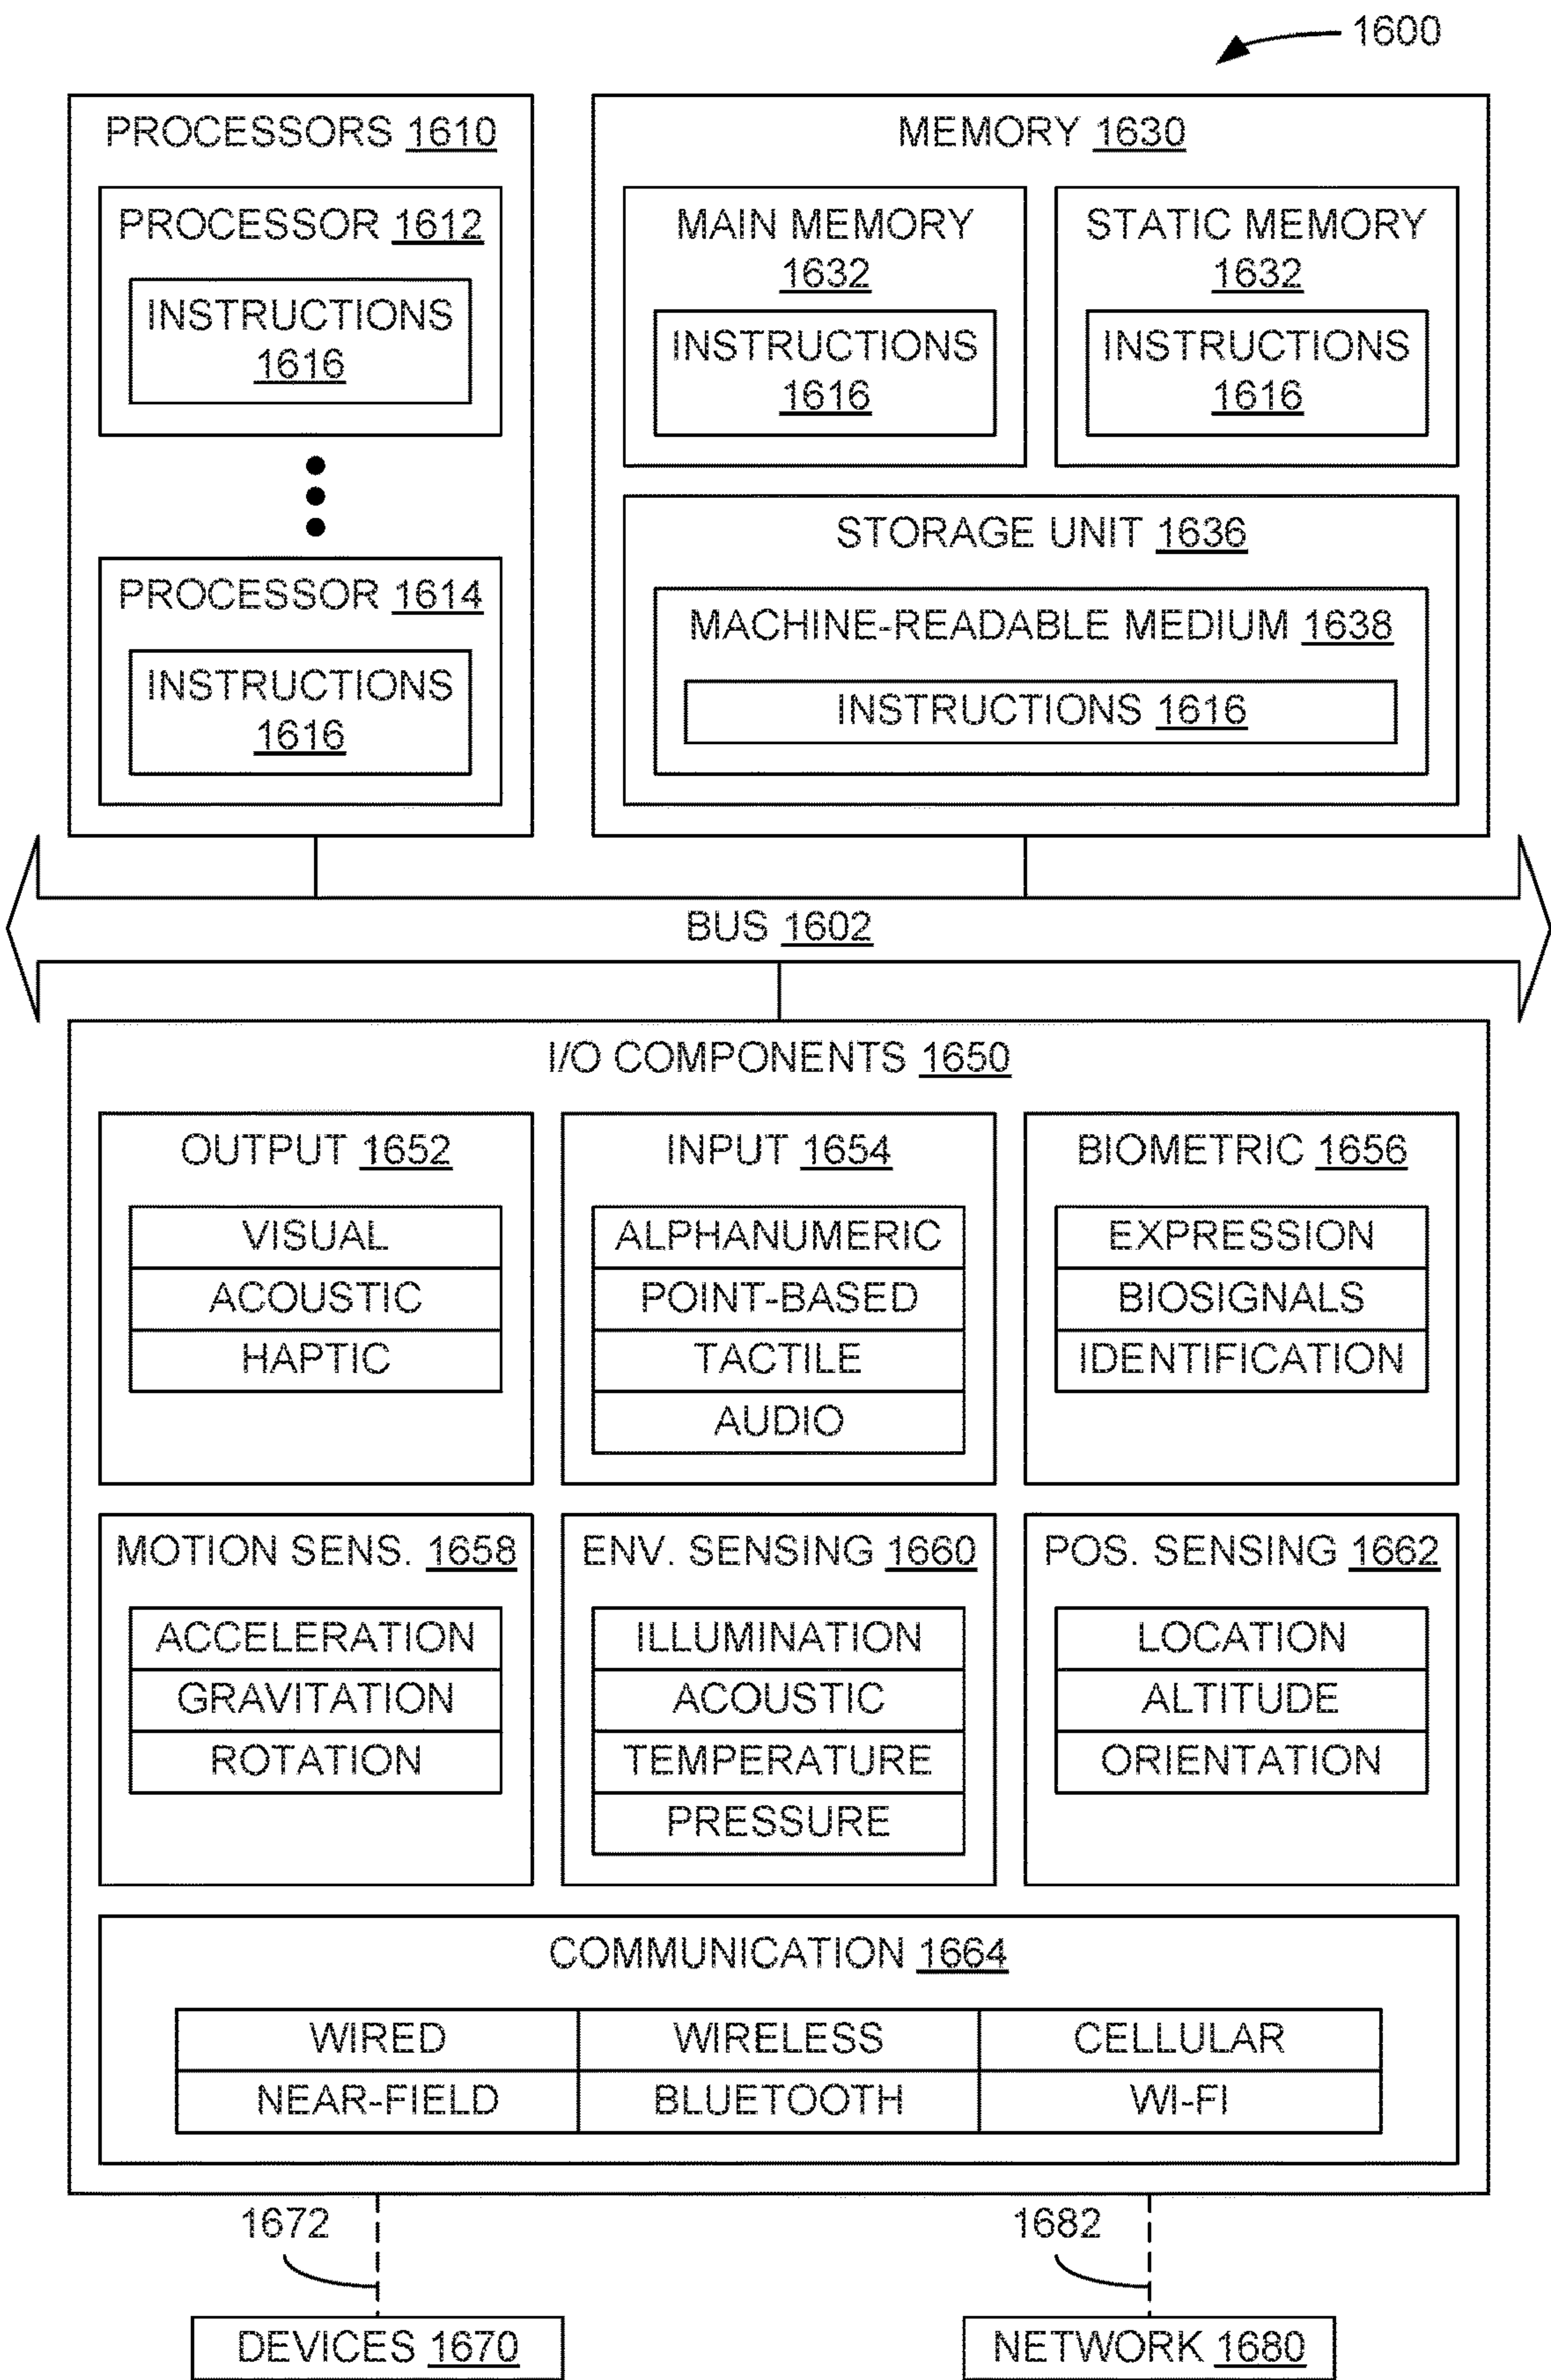 1600
PROCESSORS 1610
PROCESSOR 1612
INSTRUCTIONS
1616
PROCESSOR 1614
INSTRUCTIONS
1616
MEMORY 1630
MAIN MEMORY
1632
INSTRUCTIONS
1616
STATIC MEMORY
1632
INSTRUCTIONS
1616
STORAGE UNIT 1636
MACHINE-READABLE MEDIUM 1638
INSTRUCTIONS 1616
BUS 1602
I/O COMPONENTS 1650
OUTPUT 1652
VISUAL
ACOUSTIC
HAPTIC
INPUT 1654
ALPHANUMERIC
POINT-BASED
TACTILE
AUDIO
BIOMETRIC 1656
EXPRESSION
BIOSIGNALS
IDENTIFICATION
MOTION SENS. 1658
ACCELERATION
GRAVITATION
ROTATION
ENV. SENSING 1660
ILLUMINATION
ACOUSTIC
TEMPERATURE
PRESSURE
POS. SENSING 1662
LOCATION
ALTITUDE
ORIENTATION
COMMUNICATION 1664
WIRED
WIRELESS
CELLULAR
NEAR-FIELD
BLUETOOTH
WI-FI
1672
1682
DEVICES 1670
NETWORK 1680